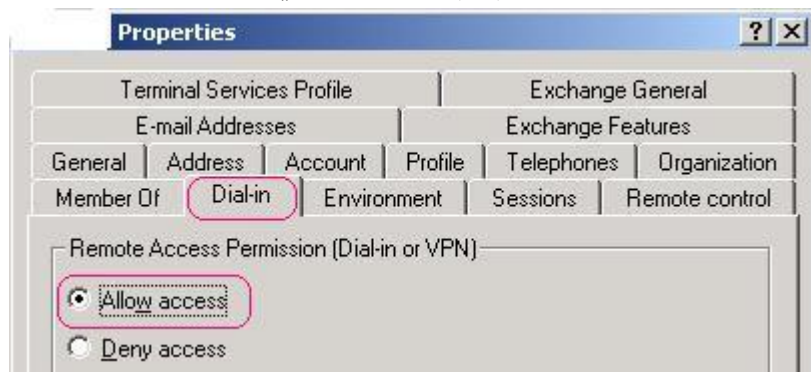 Properties
Terminal Services Profile Exchange General
E-mail Addresses Exchange Features
General Address Account Profile Telephones Organization
Member Of Dial-in Environment Sessions Remote control
Remote Access Permission (Dial-in or VPN)
Allow access
Deny access